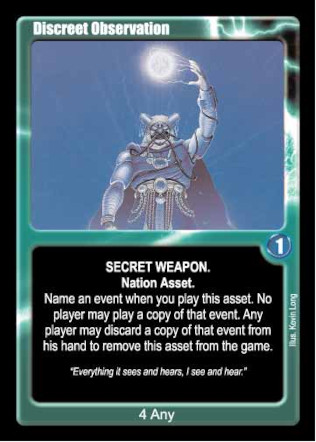 Discreet Observation
1
SECRET WEAPON.
Nation Asset.
Name an event when you play this asset. No
player may play a copy of that event. Any
player may discard a copy of that event from
his hand to remove this asset from the game.
"Everything it sees and hears, I see and hear."
Illus. Kevin Long
4 Any